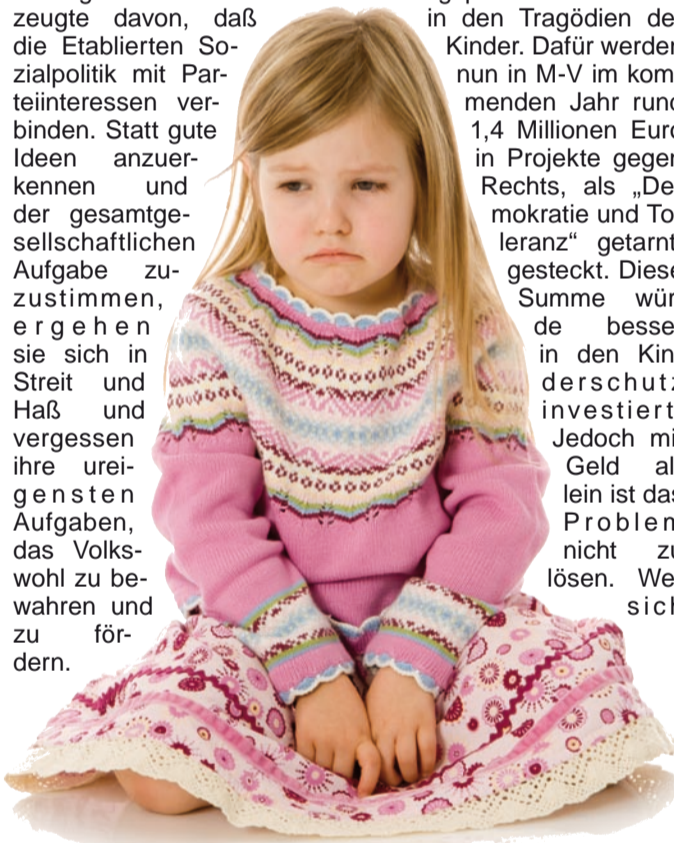 zeugte davon, daß
die Etablierten So-
zialpolitik mit Par-
teiinteressen ver-
binden. Statt gute
Ideen anzuer-
kennen und
der gesamtge-
sellschaftlichen
Aufgabe zu-
zustimmen,
ergehen
sie sich in
Streit und
Haß und
vergessen
ihre urei-
gensten
Aufgaben,
das Volks-
wohl zu be-
wahren und
zu för-
dern.
in den Tragödien de
Kinder. Dafür werden
nun in M-V im kom
menden Jahr rund
1,4 Millionen Euro
in Projekte gegen
Rechts, als „De
mokratie und To
leranz“ getarnt
gesteckt. Diese
Summe wür
de besse
in den Kin
derschutz
investiert
Jedoch mi
Geld al
lein ist das
Problem
nicht zu
lösen. We
sich